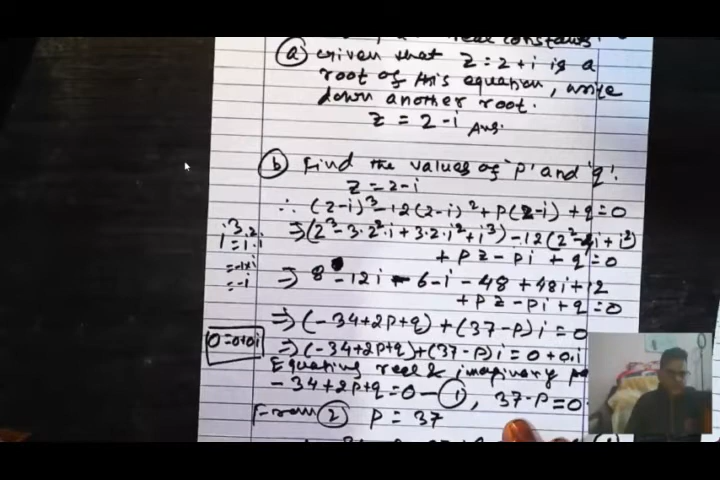 real constants
(a) Given that z = 2+i is a
root of this equation, write
down another root.
z = 2-i Ans.
(b) Find the values of 'p' and 'q'.
z = 2-i
∴ (2-i)³-12(2-i)²+p(2-i)+q=0
⇒(2³-3·2²·i+3·2·i²-i³)-12(2²-4i+i²)
+ p2-pi+q=0
⇒ 8-12i-6-i-48+48i+12
+p2-pi+q=0
⇒(-34+2p+q)+(37-p)i=0
⇒(-34+2p+q)+(37-p)i=0+0.i
Equating real & imaginary
-34+2p+q=0—(1), 37-p=0
From (2) p = 37
i³=i².i
=-1×i
=-i
0=0+0i